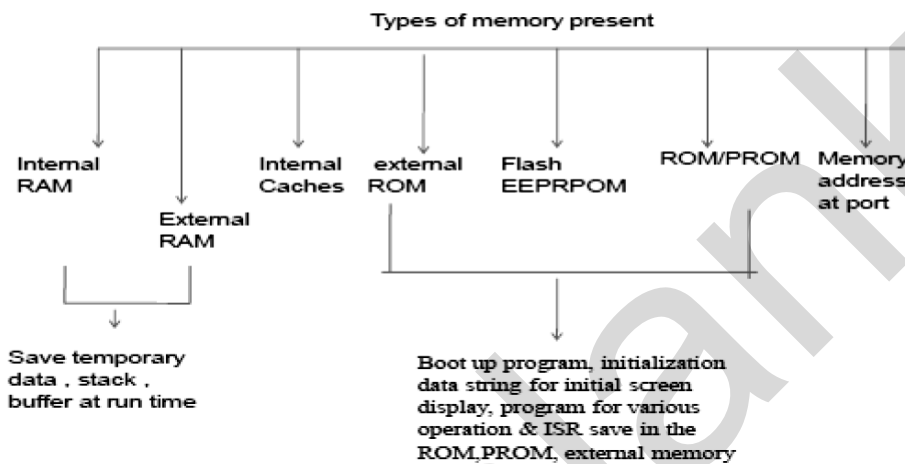 Types of memory present
Internal
RAM
External
RAM
Internal
Caches
external
ROM
Flash
EEPRPOM
ROM/PROM
Memory
address
at port
Save temporary
data , stack ,
buffer at run time
Boot up program, initialization
data string for initial screen
display, program for various
operation & ISR save in the
ROM,PROM, external memory